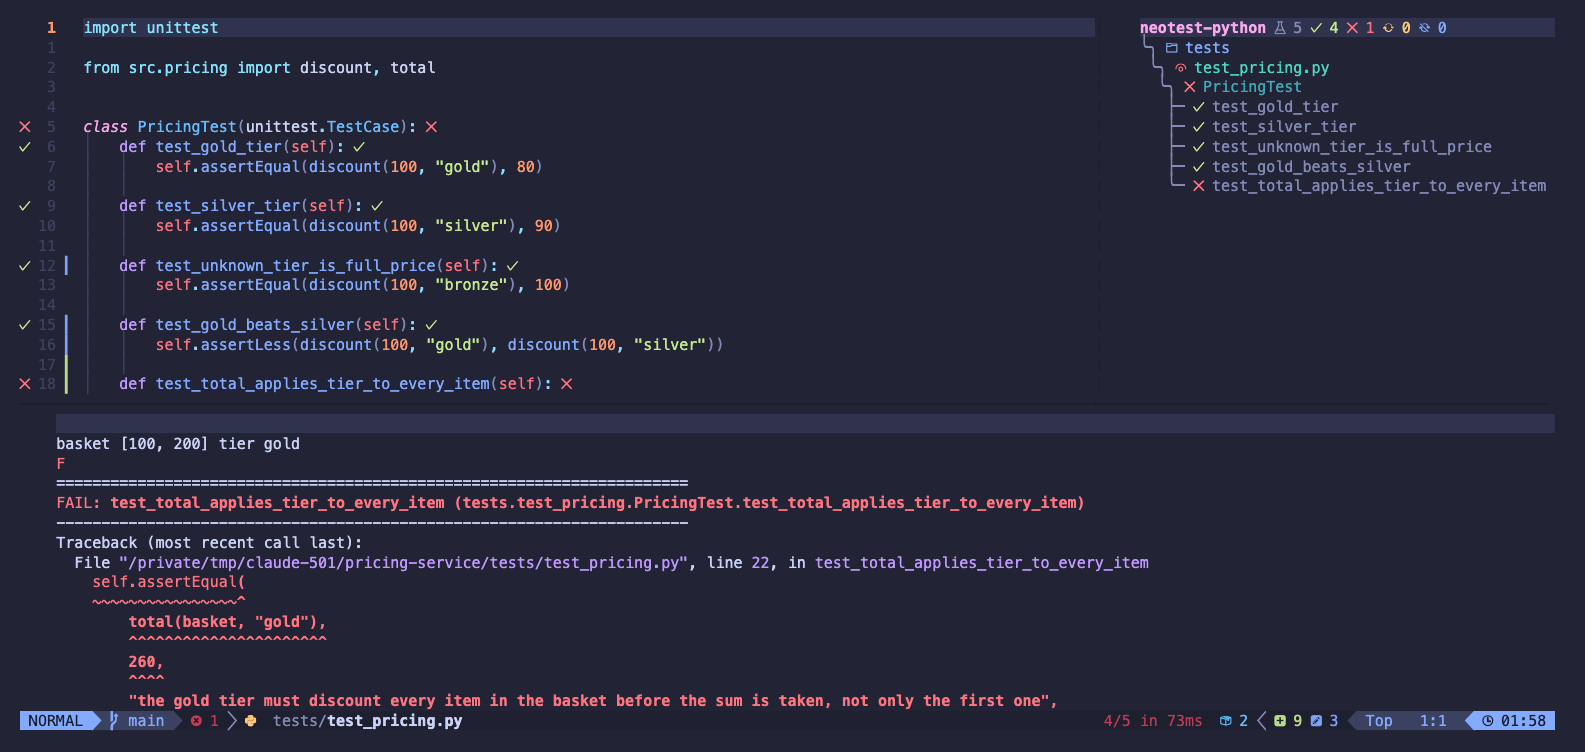 1 import unittest
1
2 from src.pricing import discount, total
3
4
5 class PricingTest(unittest.TestCase):
6 def test_gold_tier(self):
7 self.assertEqual(discount(100, "gold"), 80)
8
9 def test_silver_tier(self):
10 self.assertEqual(discount(100, "silver"), 90)
11
12 def test_unknown_tier_is_full_price(self):
13 self.assertEqual(discount(100, "bronze"), 100)
14
15 def test_gold_beats_silver(self):
16 self.assertLess(discount(100, "gold"), discount(100, "silver"))
17
18 def test_total_applies_tier_to_every_item(self):
neotest-python 5 4 1 0 0
tests
test_pricing.py
PricingTest
test_gold_tier
test_silver_tier
test_unknown_tier_is_full_price
test_gold_beats_silver
test_total_applies_tier_to_every_item
basket [100, 200] tier gold
F
======================================================================
FAIL: test_total_applies_tier_to_every_item (tests.test_pricing.PricingTest.test_total_applies_tier_to_every_item)
----------------------------------------------------------------------
Traceback (most recent call last):
File "/private/tmp/claude-501/pricing-service/tests/test_pricing.py", line 22, in test_total_applies_tier_to_every_item
self.assertEqual(
~~~~~~~~~~~~~~~~^
total(basket, "gold"),
^^^^^^^^^^^^^^^^^^^^^^
260,
^^^^
"the gold tier must discount every item in the basket before the sum is taken, not only the first one",
NORMAL main 1 tests/test_pricing.py 4/5 in 73ms 2 9 3 Top 1:1 01:58